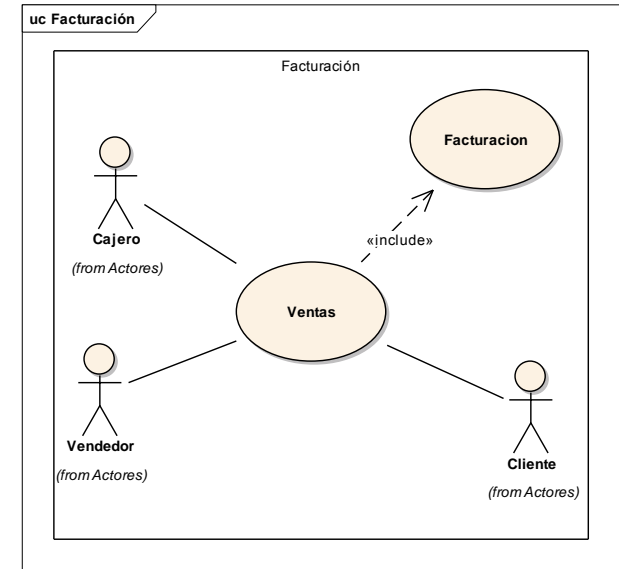 uc Facturación
Facturación
Facturacion
Cajero
(from Actores)
«include»
Ventas
Vendedor
(from Actores)
Cliente
(from Actores)